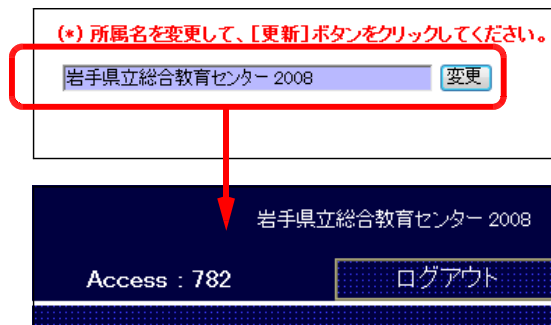 (*) 所属名を変更して、[更新]ボタンをクリックしてください。
岩手県立総合教育センター 2008 変更
岩手県立総合教育センター 2008
Access : 782 ログアウト